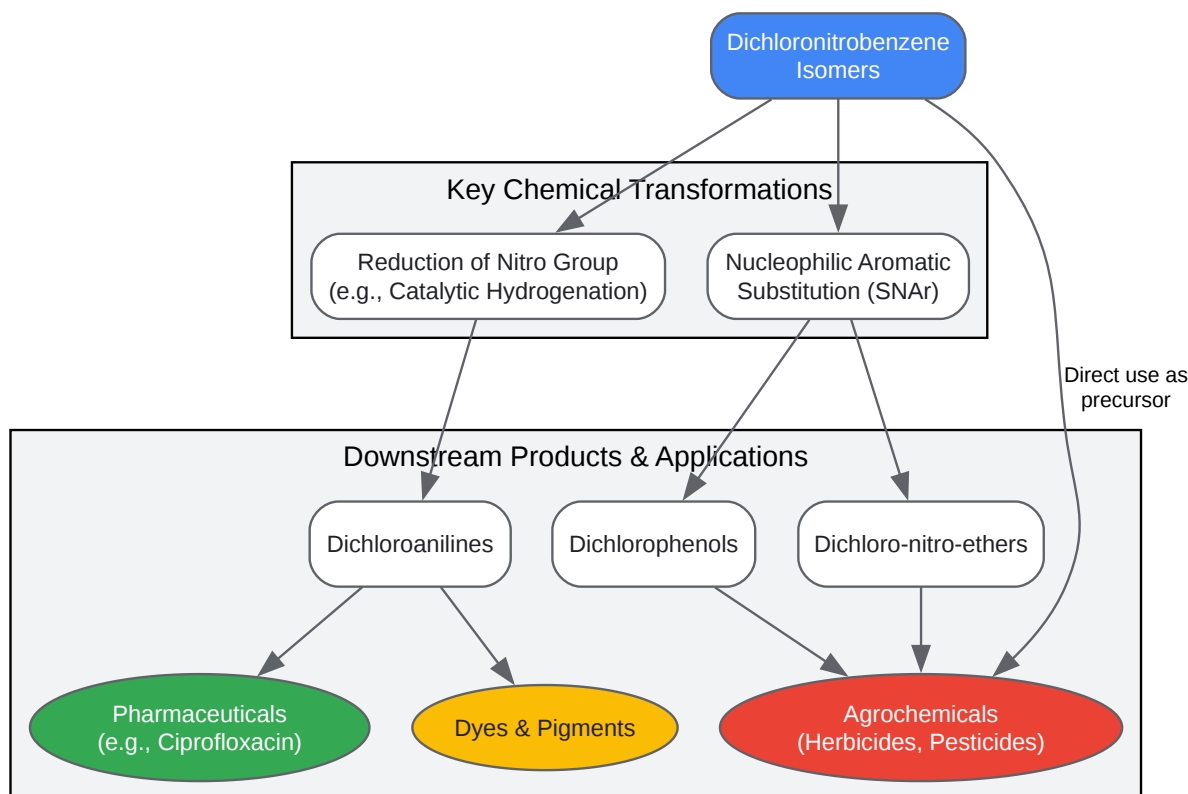 Dichloronitrobenzene
Isomers
Key Chemical Transformations
Reduction of Nitro Group
(e.g., Catalytic Hydrogenation)
Nucleophilic Aromatic
Substitution (SNAr)
Direct use as
precursor
Downstream Products & Applications
Dichloroanilines
Dichlorophenols
Dichloro-nitro-ethers
Pharmaceuticals
(e.g., Ciprofloxacin)
Dyes & Pigments
Agrochemicals
(Herbicides, Pesticides)